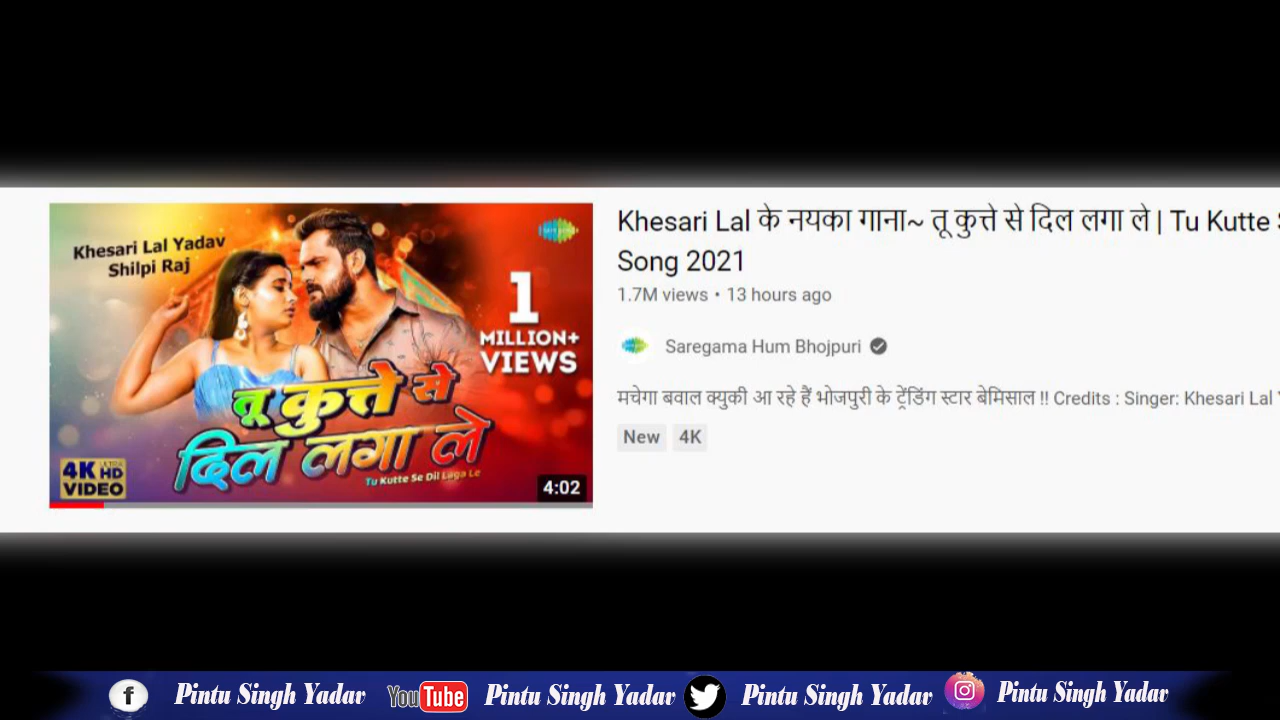 Khesari Lal Yadav
Shilpi Raj
1
MILLION+
VIEWS
तू कुत्ते से
दिल लगा ले
Tu Kutte Se Dil Laga Le
4K ULTRA HD
VIDEO
4:02
Khesari Lal के नयका गाना~ तू कुत्ते से दिल लगा ले | Tu Kutte S
Song 2021
1.7M views • 13 hours ago
Saregama Hum Bhojpuri
मचेगा बवाल क्युकी आ रहे हैं भोजपुरी के ट्रेंडिंग स्टार बेमिसाल !! Credits : Singer: Khesari Lal Y
New 4K
f Pintu Singh Yadav YouTube Pintu Singh Yadav Pintu Singh Yadav Pintu Singh Yadav